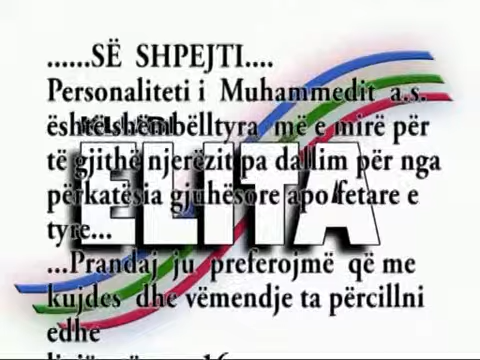 ......SË SHPEJTI....
Personaliteti i Muhammedit a.s.
është shëmbëlltyra më e mirë për
të gjithë njerëzit pa dallim për nga
përkatësia gjuhësore apo fetare e
tyre...
ELITA
...Prandaj ju preferojmë që me
kujdes dhe vëmendje ta përcillni
edhe